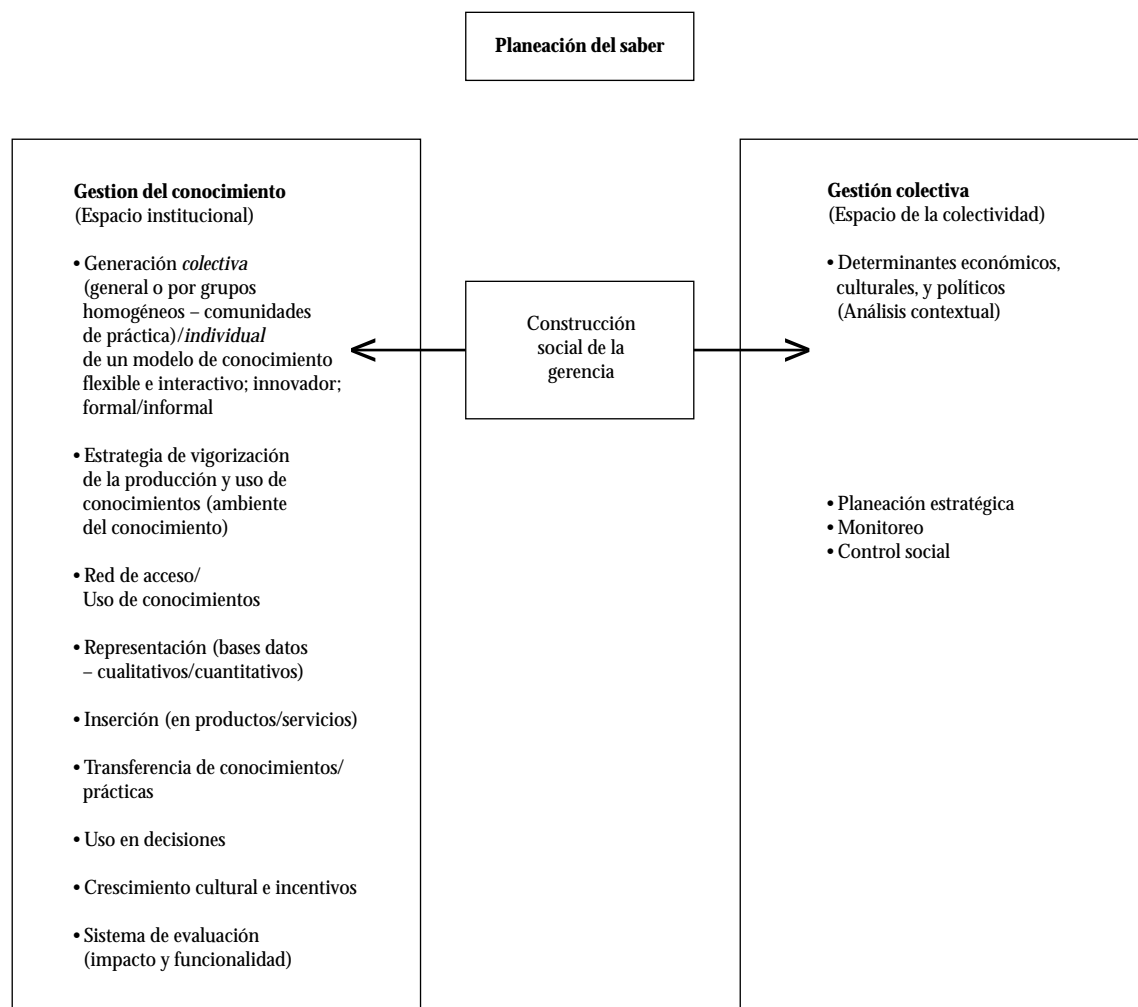 Planeación del saber
Gestion del conocimiento
(Espacio institucional)
• Generación colectiva
(general o por grupos
homogéneos – comunidades
de práctica)/individual
de un modelo de conocimiento
flexible e interactivo; innovador;
formal/informal
• Estrategia de vigorización
de la producción y uso de
conocimientos (ambiente
del conocimiento)
• Red de acceso/
Uso de conocimientos
• Representación (bases datos
– cualitativos/cuantitativos)
• Inserción (en productos/servicios)
• Transferencia de conocimientos/
prácticas
• Uso en decisiones
• Crescimiento cultural e incentivos
• Sistema de evaluación
(impacto y funcionalidad)
Construcción
social de la
gerencia
Gestión colectiva
(Espacio de la colectividad)
• Determinantes económicos,
culturales, y políticos
(Análisis contextual)
• Planeación estratégica
• Monitoreo
• Control social